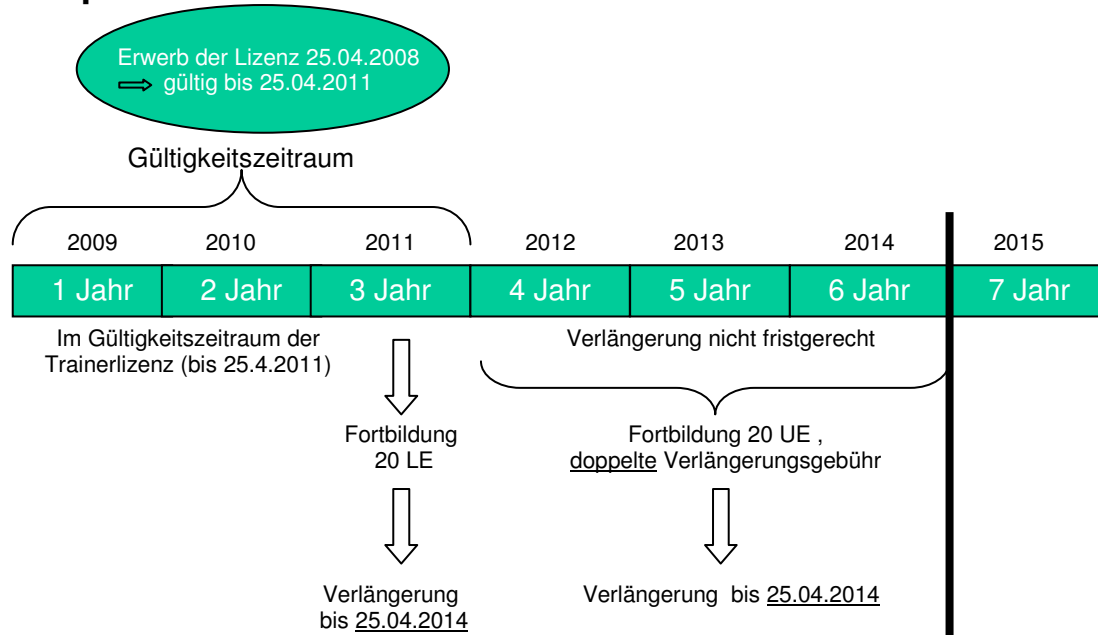 Erwerb der Lizenz 25.04.2008
gültig bis 25.04.2011
Gültigkeitszeitraum
2009 2010 2011 2012 2013 2014 2015
1 Jahr 2 Jahr 3 Jahr 4 Jahr 5 Jahr 6 Jahr 7 Jahr
Im Gültigkeitszeitraum der
Trainerlizenz (bis 25.4.2011)
Verlängerung nicht fristgerecht
Fortbildung
20 LE
Fortbildung 20 UE ,
doppelte Verlängerungsgebühr
Verlängerung
bis 25.04.2014
Verlängerung bis 25.04.2014